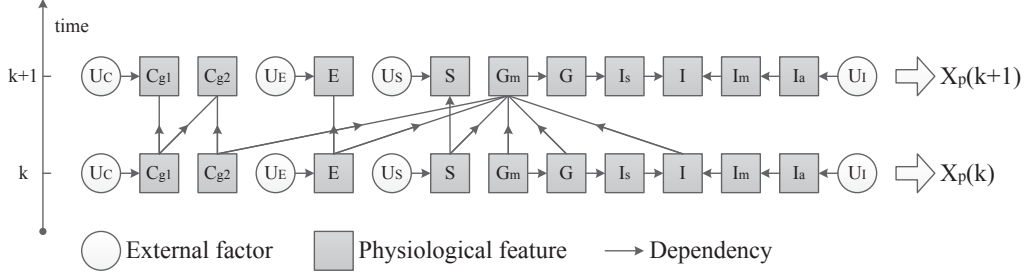 time
k+1 UC Cg1 Cg2 UE E US S Gm G Is I Im Ia UI Xp(k+1)
k UC Cg1 Cg2 UE E US S Gm G Is I Im Ia UI Xp(k)
External factor Physiological feature Dependency